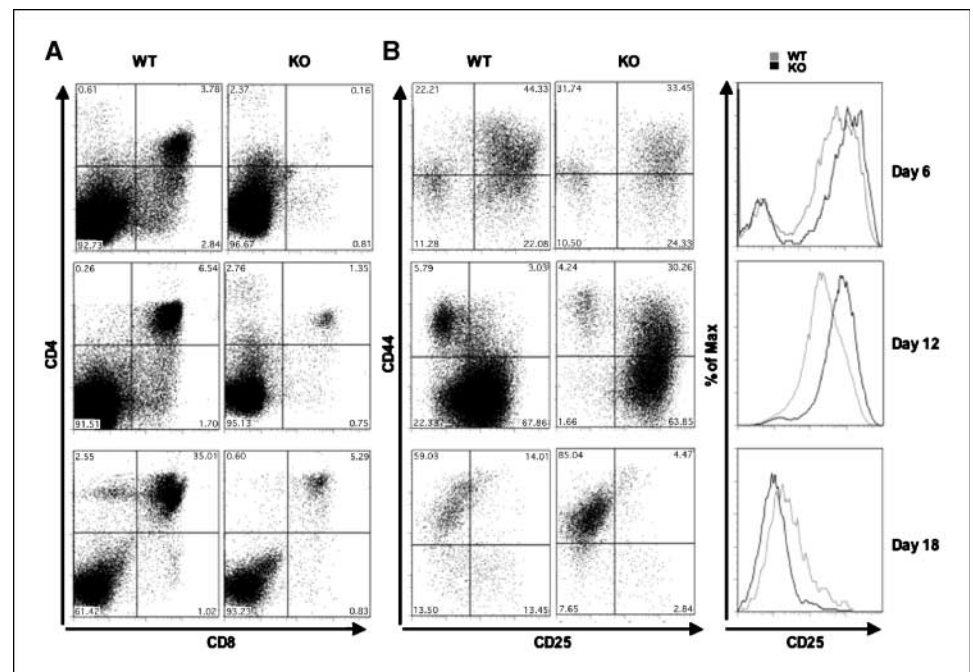 A
B
WT
KO
WT
KO
WT
KO
0.61 3.78 2.37 0.16 22.21 44.33 31.74 33.45
Day 6
92.73 2.84 96.67 0.81 11.28 22.08 10.50 24.33
0.26 6.54 2.76 1.35 5.79 3.03 4.24 30.26
CD4
CD44
% of Max
Day 12
91.51 1.70 95.13 0.75 22.33 67.86 1.66 63.85
2.55 35.01 0.60 5.29 59.03 14.01 85.04 4.47
Day 18
61.42 1.02 93.23 0.83 13.50 13.45 7.65 2.84
CD8
CD25
CD25